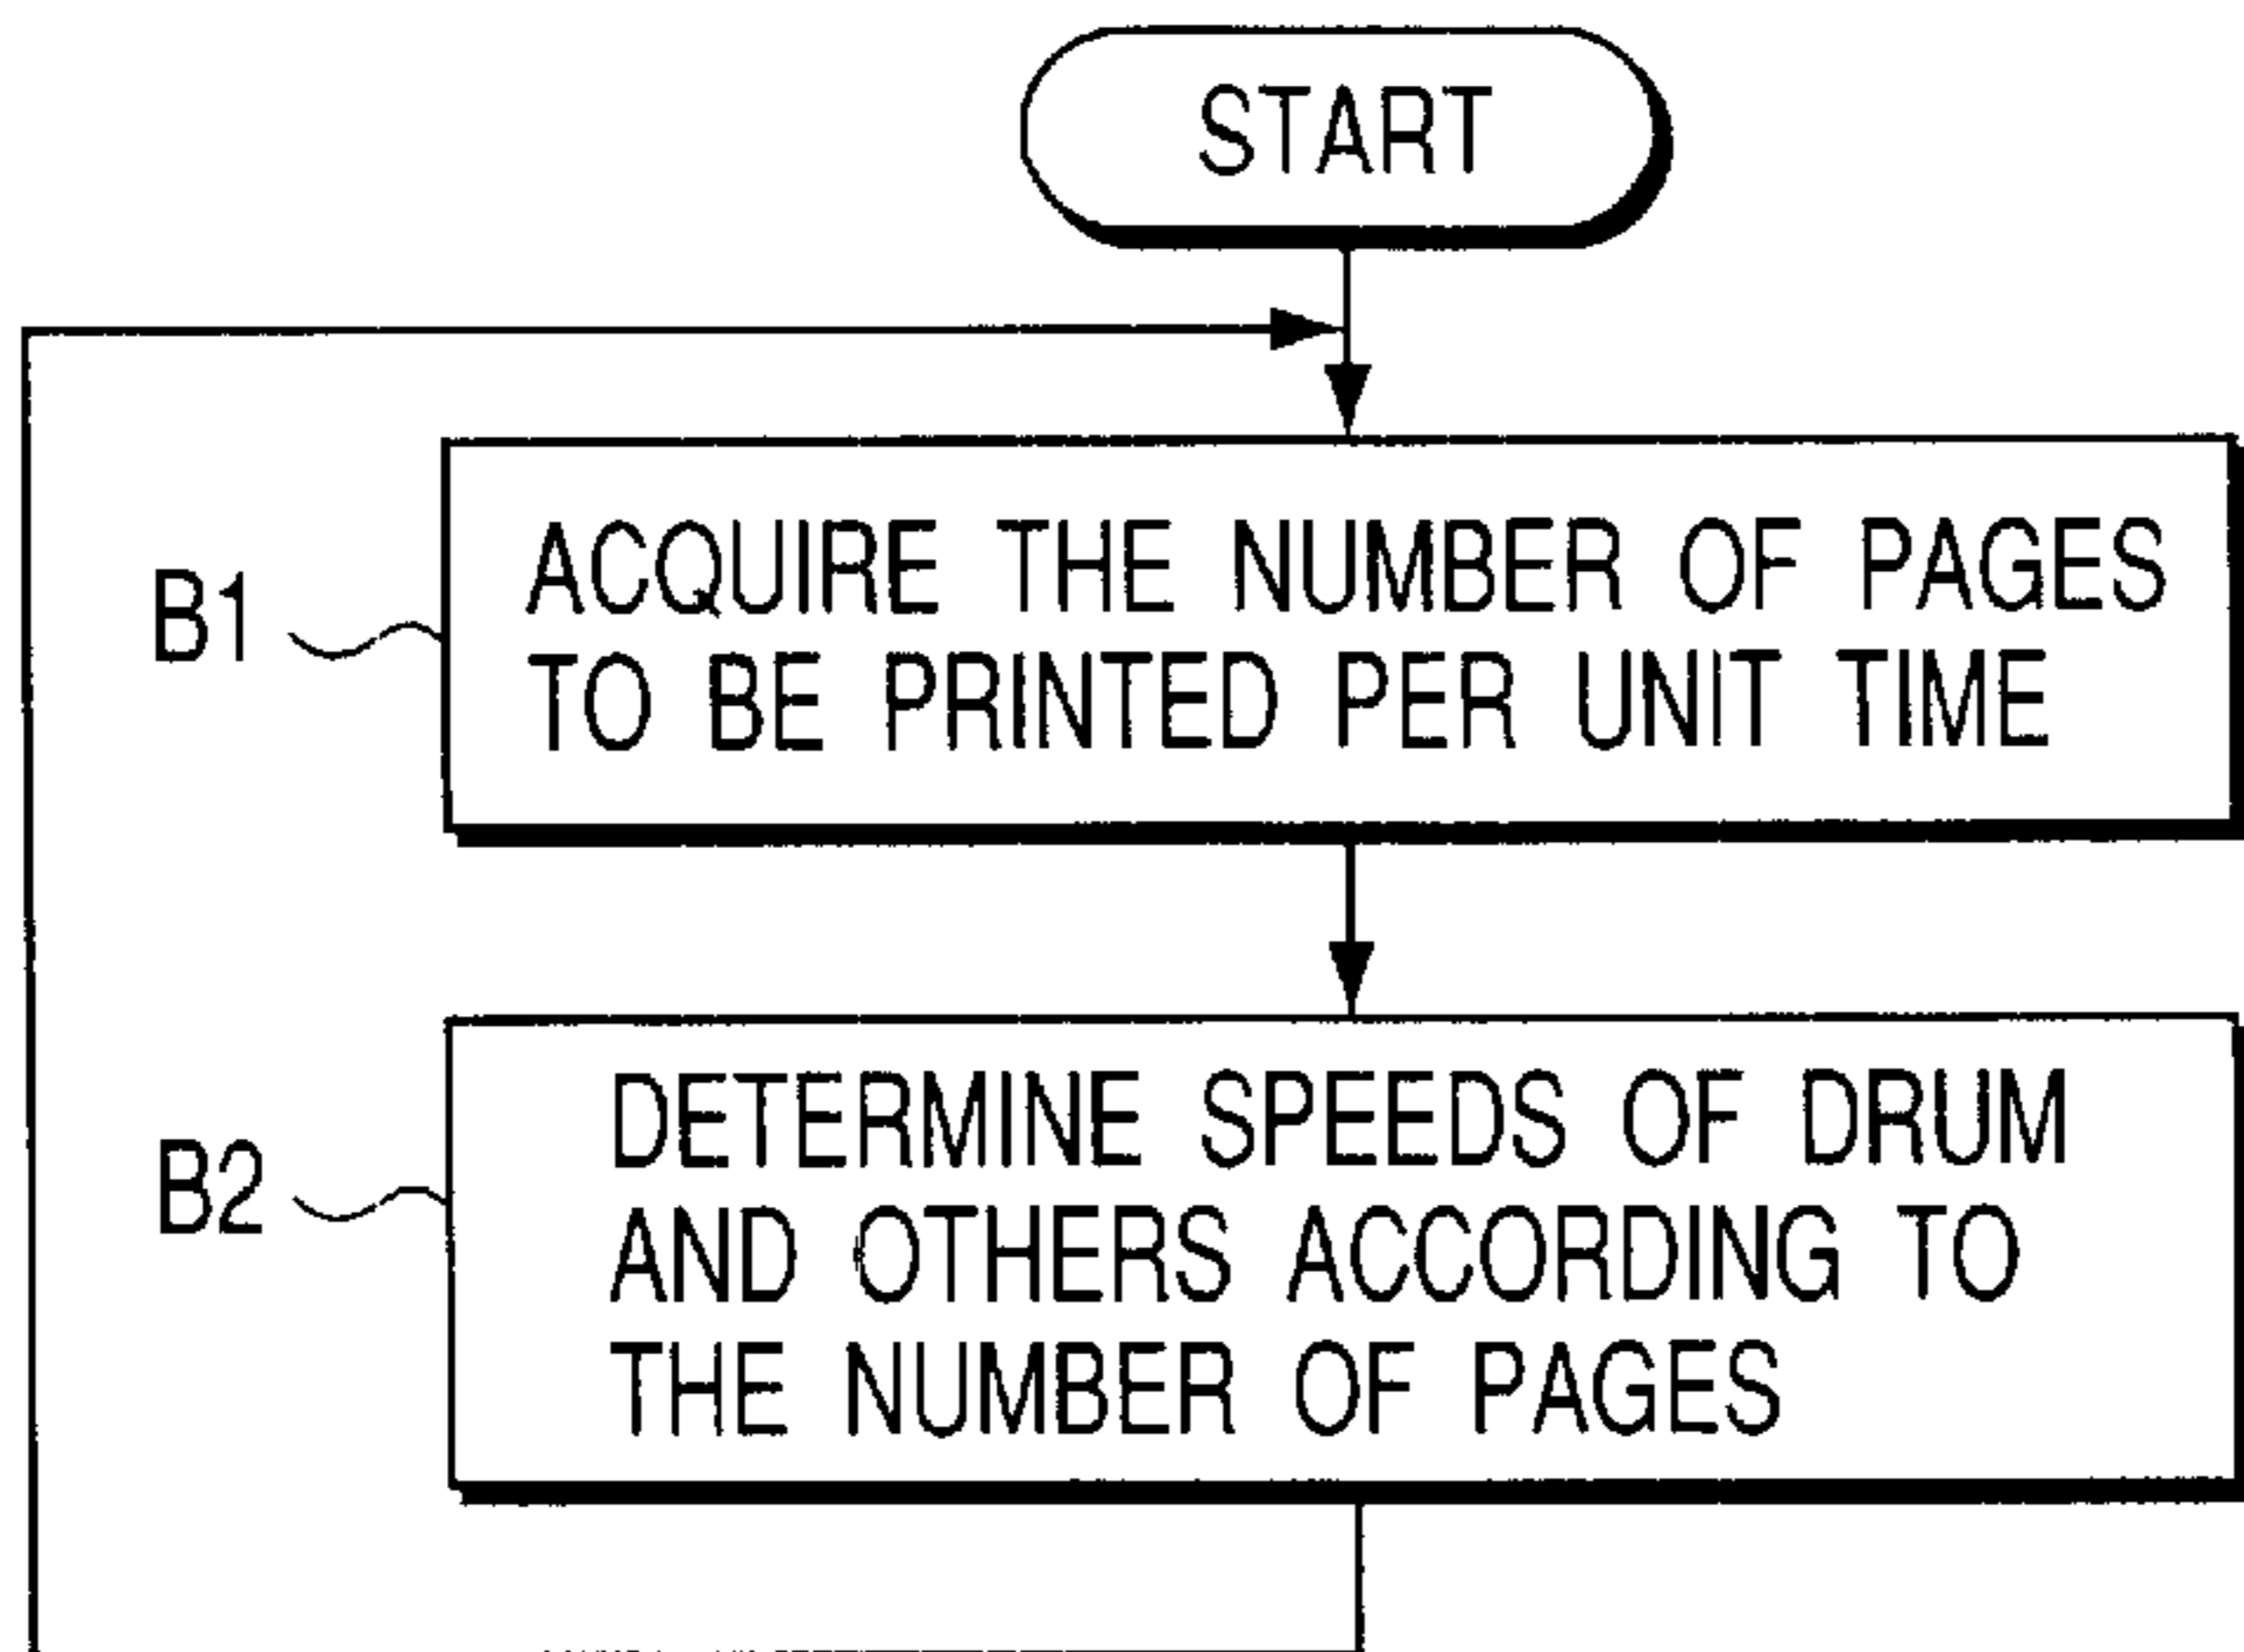 START
B1
ACQUIRE THE NUMBER OF PAGES
TO BE PRINTED PER UNIT TIME
B2
DETERMINE SPEEDS OF DRUM
AND OTHERS ACCORDING TO
THE NUMBER OF PAGES